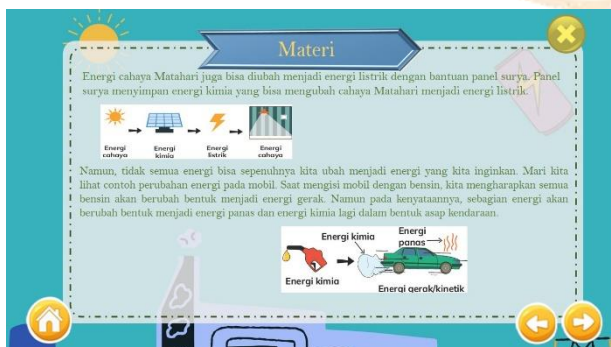 Materi
Energi cahaya Matahari juga bisa diubah menjadi energi listrik dengan bantuan panel surya. Panel
surya menyimpan energi kimia yang bisa mengubah cahaya Matahari menjadi energi listrik.
Energi cahaya
Energi kimia
Energi listrik
Energi cahaya
Namun, tidak semua energi bisa sepenuhnya kita ubah menjadi energi yang kita inginkan. Mari kita
lihat contoh perubahan energi pada mobil. Saat mengisi mobil dengan bensin, kita mengharapkan semua
bensin akan berubah bentuk menjadi energi gerak. Namun pada kenyataannya, sebagian energi akan
berubah bentuk menjadi energi panas dan energi kimia lagi dalam bentuk asap kendaraan.
Energi kimia
Energi
panas
Energi kimia
Energi gerak/kinetik